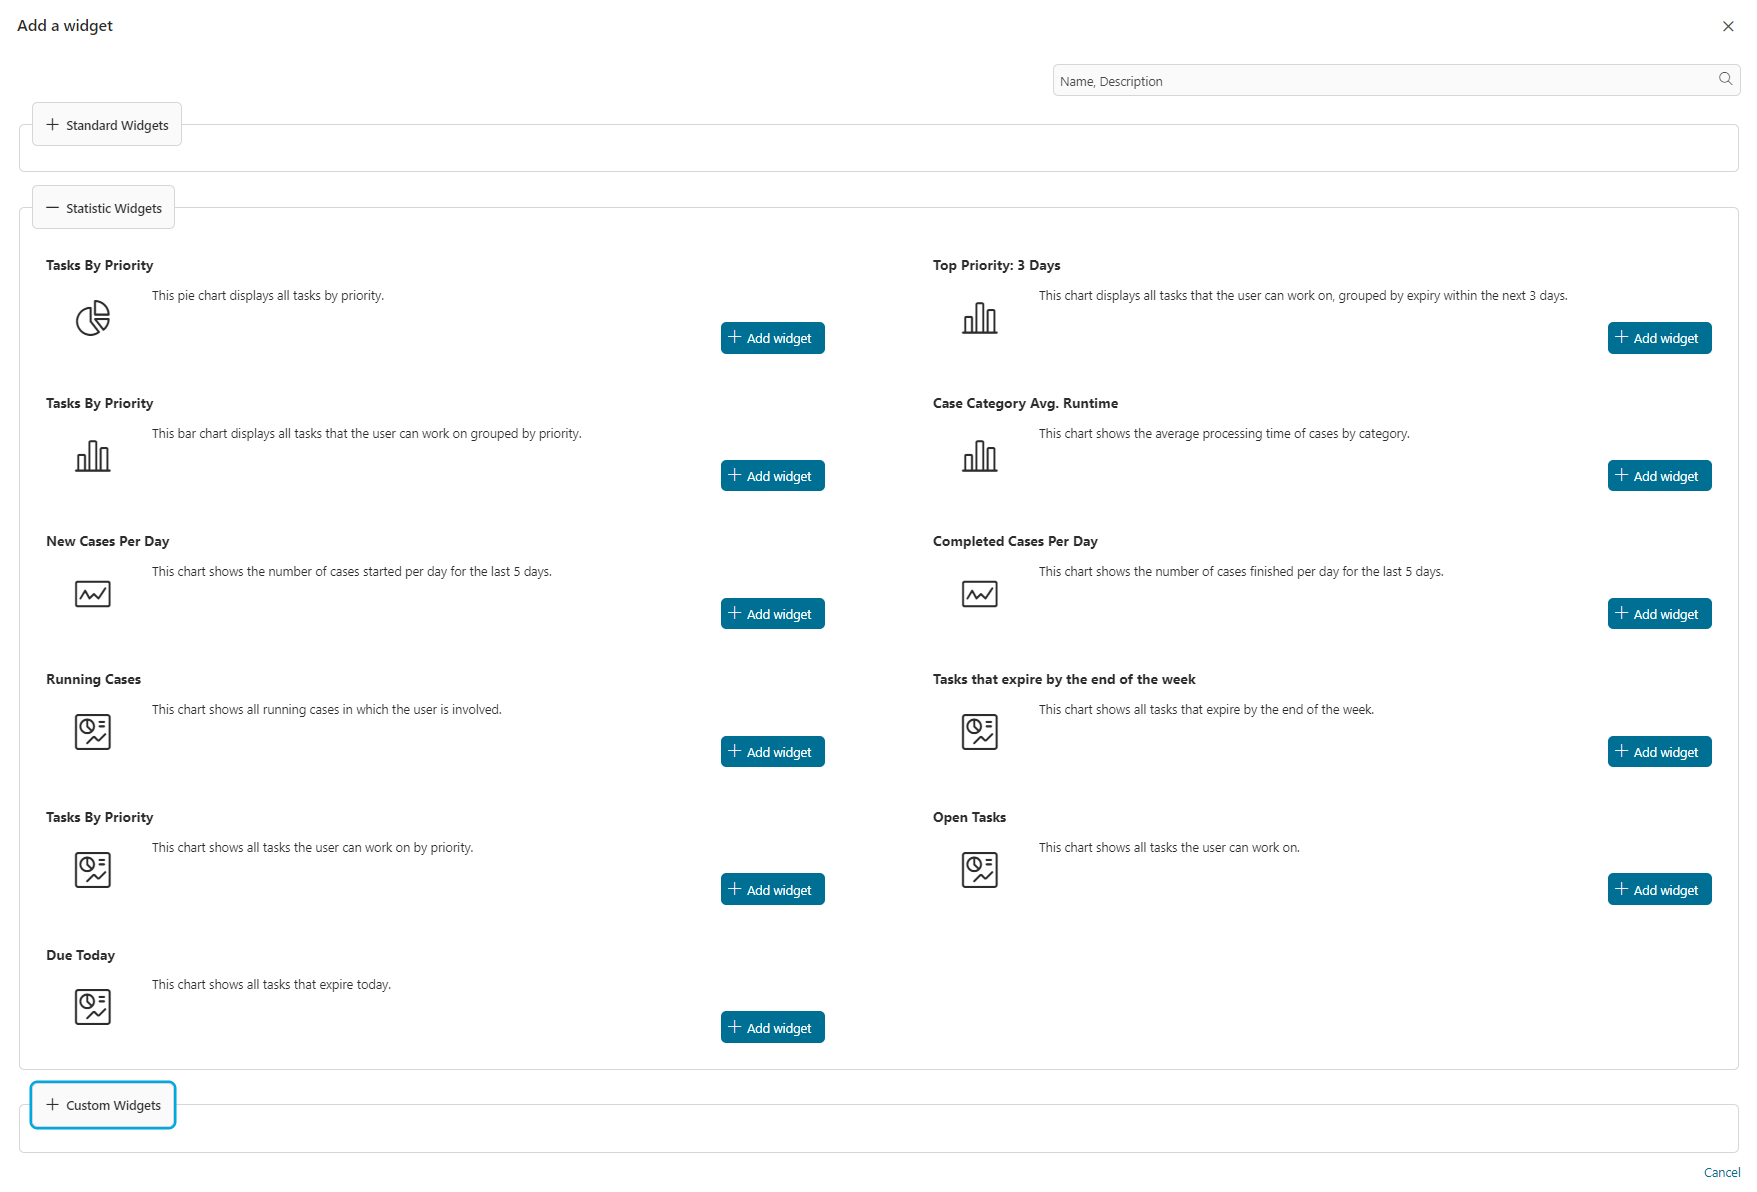 Add a widget
Name, Description
Standard Widgets
Statistic Widgets
Tasks By Priority
This pie chart displays all tasks by priority.
Add widget
Top Priority: 3 Days
This chart displays all tasks that the user can work on, grouped by expiry within the next 3 days.
Add widget
Tasks By Priority
This bar chart displays all tasks that the user can work on grouped by priority.
Add widget
Case Category Avg. Runtime
This chart shows the average processing time of cases by category.
Add widget
New Cases Per Day
This chart shows the number of cases started per day for the last 5 days.
Add widget
Completed Cases Per Day
This chart shows the number of cases finished per day for the last 5 days.
Add widget
Running Cases
This chart shows all running cases in which the user is involved.
Add widget
Tasks that expire by the end of the week
This chart shows all tasks that expire by the end of the week.
Add widget
Tasks By Priority
This chart shows all tasks the user can work on by priority.
Add widget
Open Tasks
This chart shows all tasks the user can work on.
Add widget
Due Today
This chart shows all tasks that expire today.
Add widget
Custom Widgets
Cancel